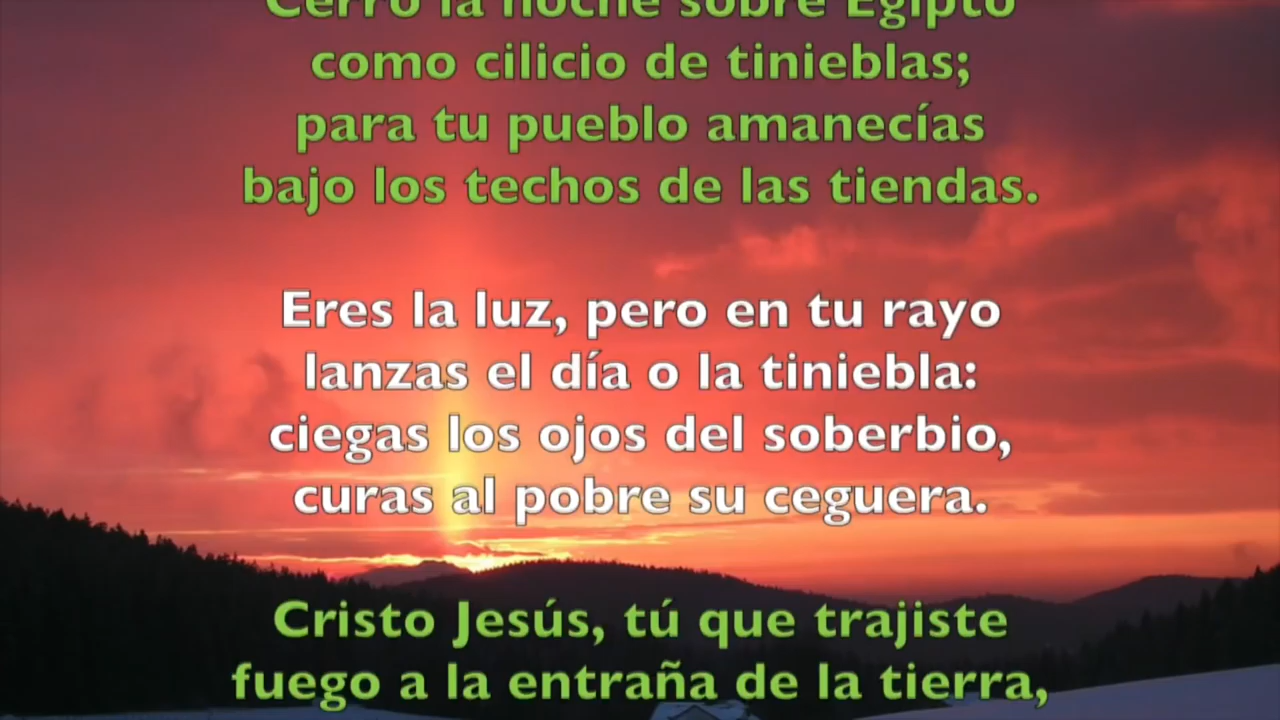 Cerró la noche sobre Egipto
como cilicio de tinieblas;
para tu pueblo amanecías
bajo los techos de las tiendas.
Eres la luz, pero en tu rayo
lanzas el día o la tiniebla:
ciegas los ojos del soberbio,
curas al pobre su ceguera.
Cristo Jesús, tú que trajiste
fuego a la entraña de la tierra,